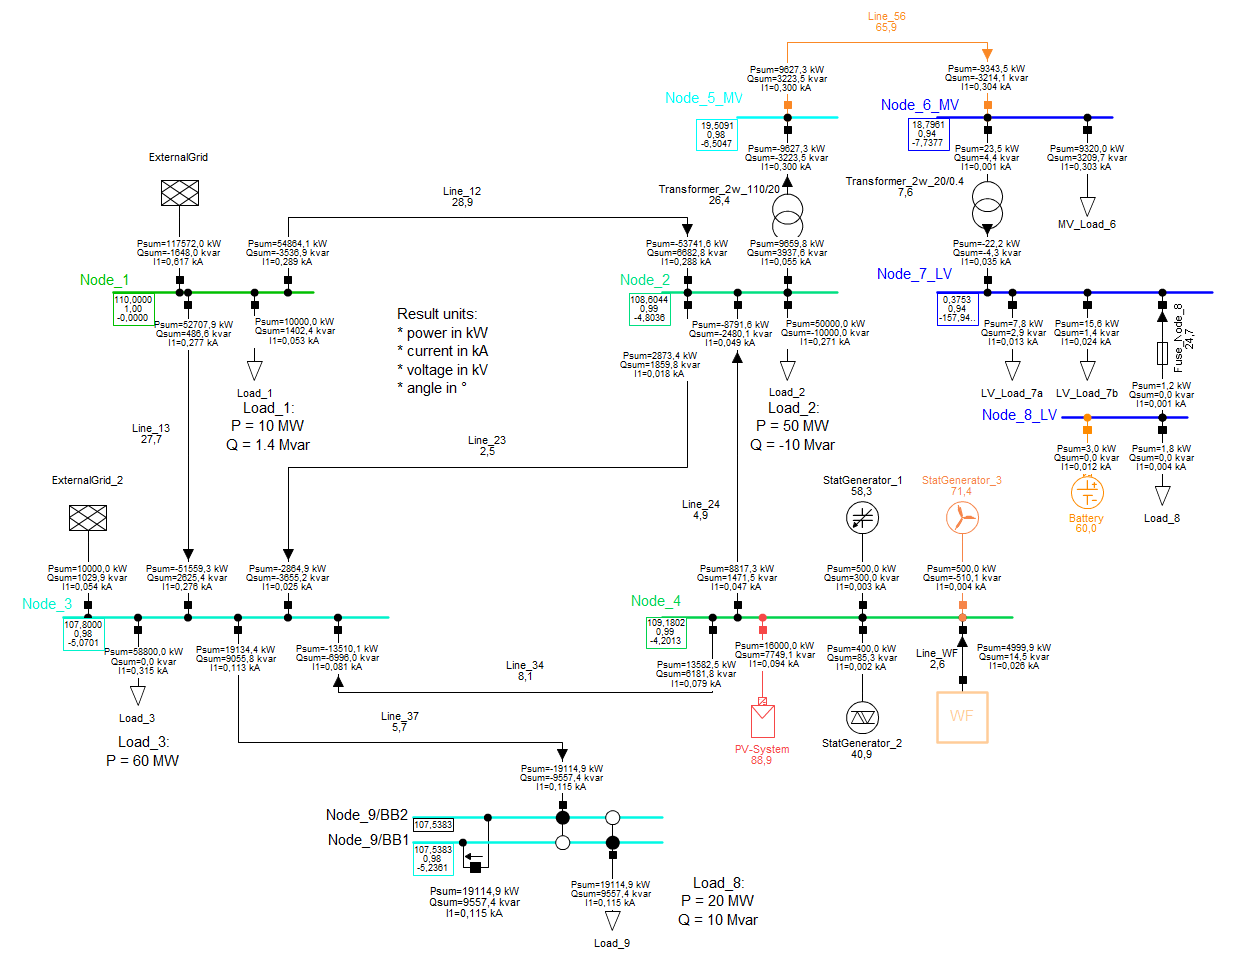 Line_56
65,9
Psum=9627,3 kW
Qsum=3223,5 kvar
I1=0,300 kA
Psum=-9343,5 kW
Qsum=-3214,1 kvar
I1=0,304 kA
Node_5_MV
19,5091
0,98
-6,5047
Node_6_MV
18,7961
0,94
-7,7377
Psum=-9627,3 kW
Qsum=-3223,5 kvar
I1=0,300 kA
Psum=23,5 kW
Qsum=4,4 kvar
I1=0,001 kA
Psum=9320,0 kW
Qsum=3209,7 kvar
I1=0,303 kA
ExternalGrid
Transformer_2w_110/20
26,4
Transformer_2w_20/0.4
7,6
MV_Load_6
Line_12
28,9
Psum=117572,0 kW
Qsum=-1648,0 kvar
I1=0,617 kA
Psum=54864,1 kW
Qsum=-3536,9 kvar
I1=0,289 kA
Psum=-53741,6 kW
Qsum=6682,8 kvar
I1=0,288 kA
Psum=9659,8 kW
Qsum=3937,6 kvar
I1=0,055 kA
Psum=-22,2 kW
Qsum=-4,3 kvar
I1=0,035 kA
Node_1
110,0000
1,00
-0,0000
Node_2
108,6044
0,99
-4,8036
Node_7_LV
0,3753
0,94
-157,94..
Psum=52707,9 kW
Qsum=486,6 kvar
I1=0,277 kA
Psum=10000,0 kW
Qsum=1402,4 kvar
I1=0,053 kA
Result units:
* power in kW
* current in kA
* voltage in kV
* angle in °
Psum=-8791,6 kW
Qsum=-2480,1 kvar
I1=0,049 kA
Psum=50000,0 kW
Qsum=-10000,0 kvar
I1=0,271 kA
Psum=2873,4 kW
Qsum=1859,8 kvar
I1=0,018 kA
Psum=7,8 kW
Qsum=2,9 kvar
I1=0,013 kA
Psum=15,6 kW
Qsum=1,4 kvar
I1=0,024 kA
Fuse_Node_8
24,7
Load_1
Load_1:
P = 10 MW
Q = 1.4 Mvar
Load_2
Load_2:
P = 50 MW
Q = -10 Mvar
LV_Load_7a
LV_Load_7b
Psum=1,2 kW
Qsum=0,0 kvar
I1=0,001 kA
Node_8_LV
Line_13
27,7
Line_23
2,5
Psum=3,0 kW
Qsum=0,0 kvar
I1=0,012 kA
Psum=1,8 kW
Qsum=0,0 kvar
I1=0,004 kA
Battery
60,0
Load_8
ExternalGrid_2
Line_24
4,9
StatGenerator_1
58,3
StatGenerator_3
71,4
Psum=10000,0 kW
Qsum=1029,9 kvar
I1=0,054 kA
Psum=-51559,3 kW
Qsum=2625,4 kvar
I1=0,276 kA
Psum=-2864,9 kW
Qsum=-3655,2 kvar
I1=0,025 kA
Psum=8817,3 kW
Qsum=1471,5 kvar
I1=0,047 kA
Psum=500,0 kW
Qsum=300,0 kvar
I1=0,003 kA
Psum=500,0 kW
Qsum=-510,1 kvar
I1=0,004 kA
Node_3
107,8000
0,98
-5,0701
Node_4
109,1802
0,99
-4,2013
Psum=58800,0 kW
Qsum=0,0 kvar
I1=0,315 kA
Psum=19134,4 kW
Qsum=9055,8 kvar
I1=0,113 kA
Psum=-13510,1 kW
Qsum=-6996,0 kvar
I1=0,081 kA
Line_34
8,1
Psum=13582,5 kW
Qsum=6181,8 kvar
I1=0,079 kA
Psum=16000,0 kW
Qsum=7749,1 kvar
I1=0,094 kA
Psum=400,0 kW
Qsum=85,3 kvar
I1=0,002 kA
Line_WF
2,6
Psum=4999,9 kW
Qsum=14,5 kvar
I1=0,026 kA
Load_3
Load_3:
P = 60 MW
Line_37
5,7
PV-System
88,9
StatGenerator_2
40,9
WF
Psum=-19114,9 kW
Qsum=-9557,4 kvar
I1=0,115 kA
Node_9/BB2
107,5383
Node_9/BB1
107,5383
0,98
-5,2361
Psum=19114,9 kW
Qsum=9557,4 kvar
I1=0,115 kA
Psum=19114,9 kW
Qsum=9557,4 kvar
I1=0,115 kA
Load_9
Load_8:
P = 20 MW
Q = 10 Mvar